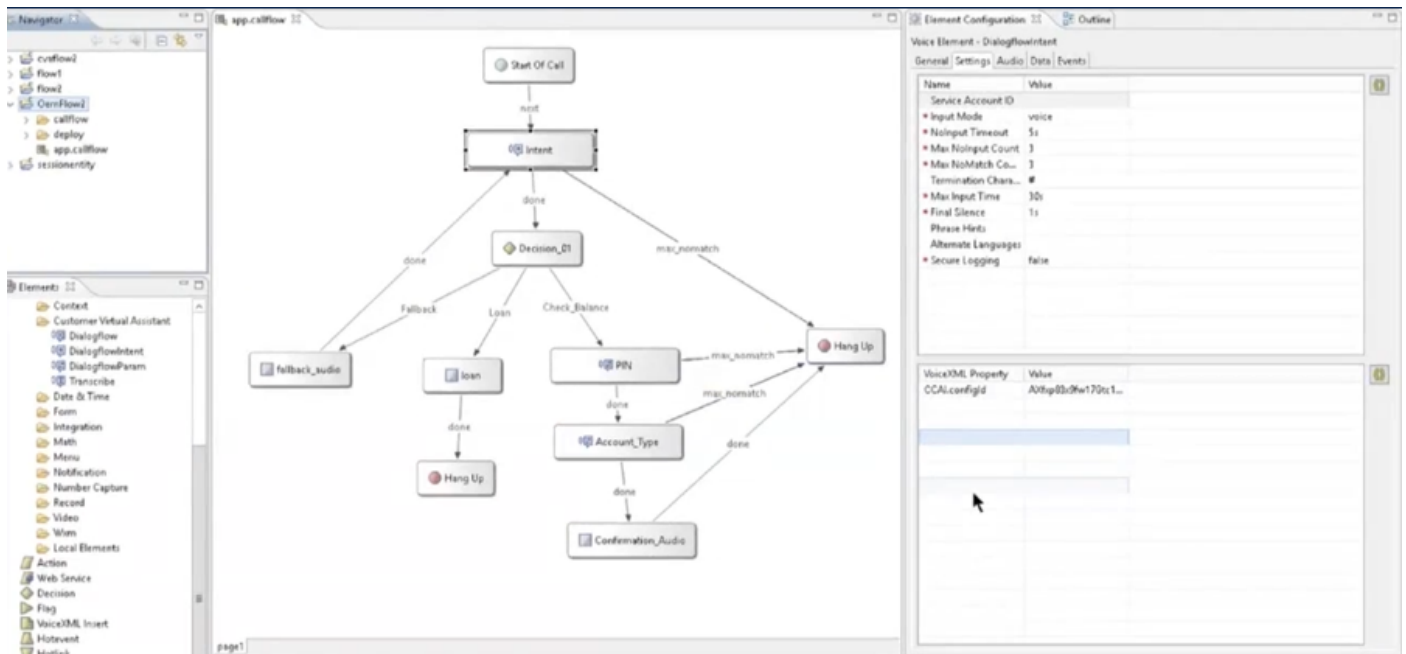 Navigator
cvaflow2
flow1
flow2
callflow
deploy
app.callflow
sessionentity
Elements
Context
Customer Virtual Assistant
Dialogflow
DialogflowIntent
DialogflowParam
Transcribe
Date & Time
Form
Integration
Math
Menu
Notification
Number Capture
Record
Video
Local Elements
Action
Web Service
Decision
Flag
VoiceXML Insert
Hotevent
Hotlink
app.callflow
Start Of Call
next
Intent
done
Decision_01
max_nomatch
done
Fallback
Loan
Check_Balance
Hang Up
fallback_audio
loan
PIN
max_nomatch
max_nomatch
done
done
Account_Type
done
Hang Up
done
Confirmation_Audio
page1
Element Configuration
Outline
Voice Element - DialogflowIntent
General Settings Audio Data Events
Name Value
Service Account ID
* Input Mode voice
* NoInput Timeout 5s
* Max NoInput Count 3
* Max NoMatch Co... 3
Termination Chara... #
* Max Input Time 30s
* Final Silence 1s
Phrase Hints
Alternate Languages
* Secure Logging false
VoiceXML Property Value
CCAI.configId